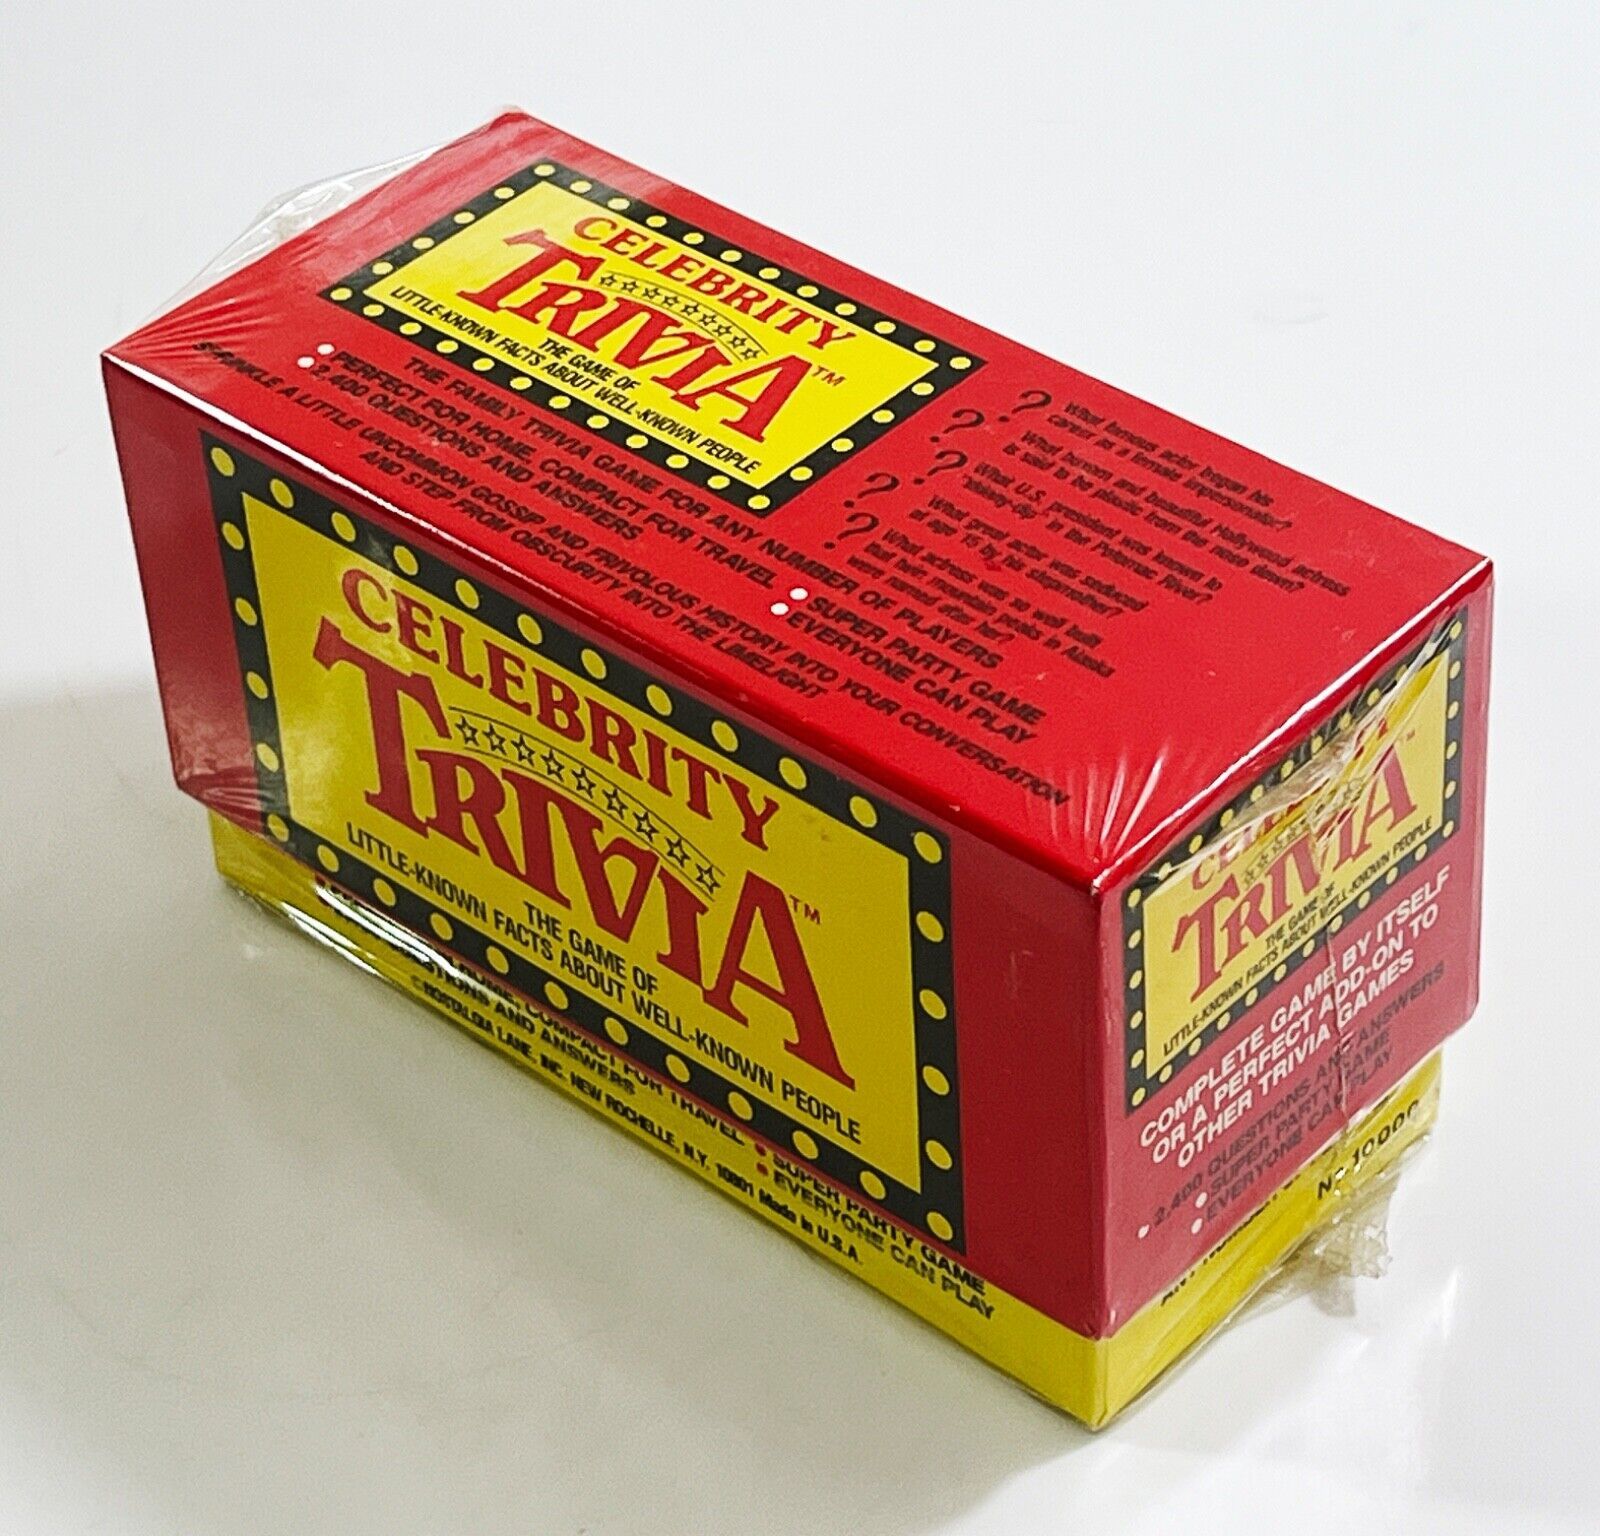 CELEBRITY
TRIVIA™
THE GAME OF
LITTLE-KNOWN FACTS ABOUT WELL-KNOWN PEOPLE
THE FAMILY TRIVIA GAME FOR ANY NUMBER OF PLAYERS
PERFECT FOR HOME, COMPACT FOR TRAVEL • SUPER PARTY GAME
• 2,400 QUESTIONS AND ANSWERS • EVERYONE CAN PLAY
SPRINKLE A LITTLE UNCOMMON GOSSIP AND FRIVOLOUS HISTORY INTO YOUR CONVERSATION
AND STEP FROM OBSCURITY INTO THE LIMELIGHT
? What famous actor began his
career as a female impersonator?
? What buxom and beautiful Hollywood actress
is said to be plastic from the
? What U.S. president was known to
"skinny-dip" in the Potomac River?
? What great actor was seduced
at age 15 by his stepmother?
? What actress was so well built
that twin mountain peaks in Alaska
were named after her?
CELEBRITY
TRIVIA™
THE GAME OF
LITTLE-KNOWN FACTS ABOUT WELL-KNOWN PEOPLE
HOME, COMPACT FOR TRAVEL • SUPER PARTY GAME
QUESTIONS AND ANSWERS • EVERYONE CAN PLAY
© NOSTALGIA LANE, INC. NEW ROCHELLE, N.Y. 10801 Made in U.S.A.
CELEBRITY
TRIVIA™
THE GAME OF
LITTLE-KNOWN FACTS ABOUT WELL-KNOWN PEOPLE
COMPLETE GAME BY ITSELF
OR A PERFECT ADD-ON TO
OTHER TRIVIA GAMES
• 2,400 QUESTIONS AND ANSWERS
• SUPER PARTY GAME
• EVERYONE CAN PLAY